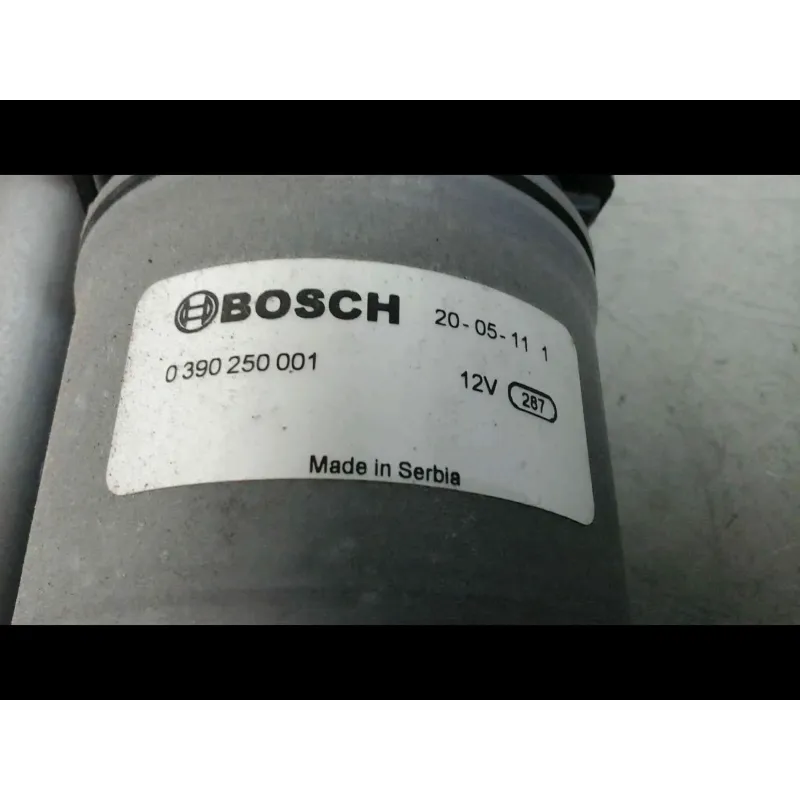 BOSCH 20-05-11 1
0 390 250 001
12V 287
Made in Serbia